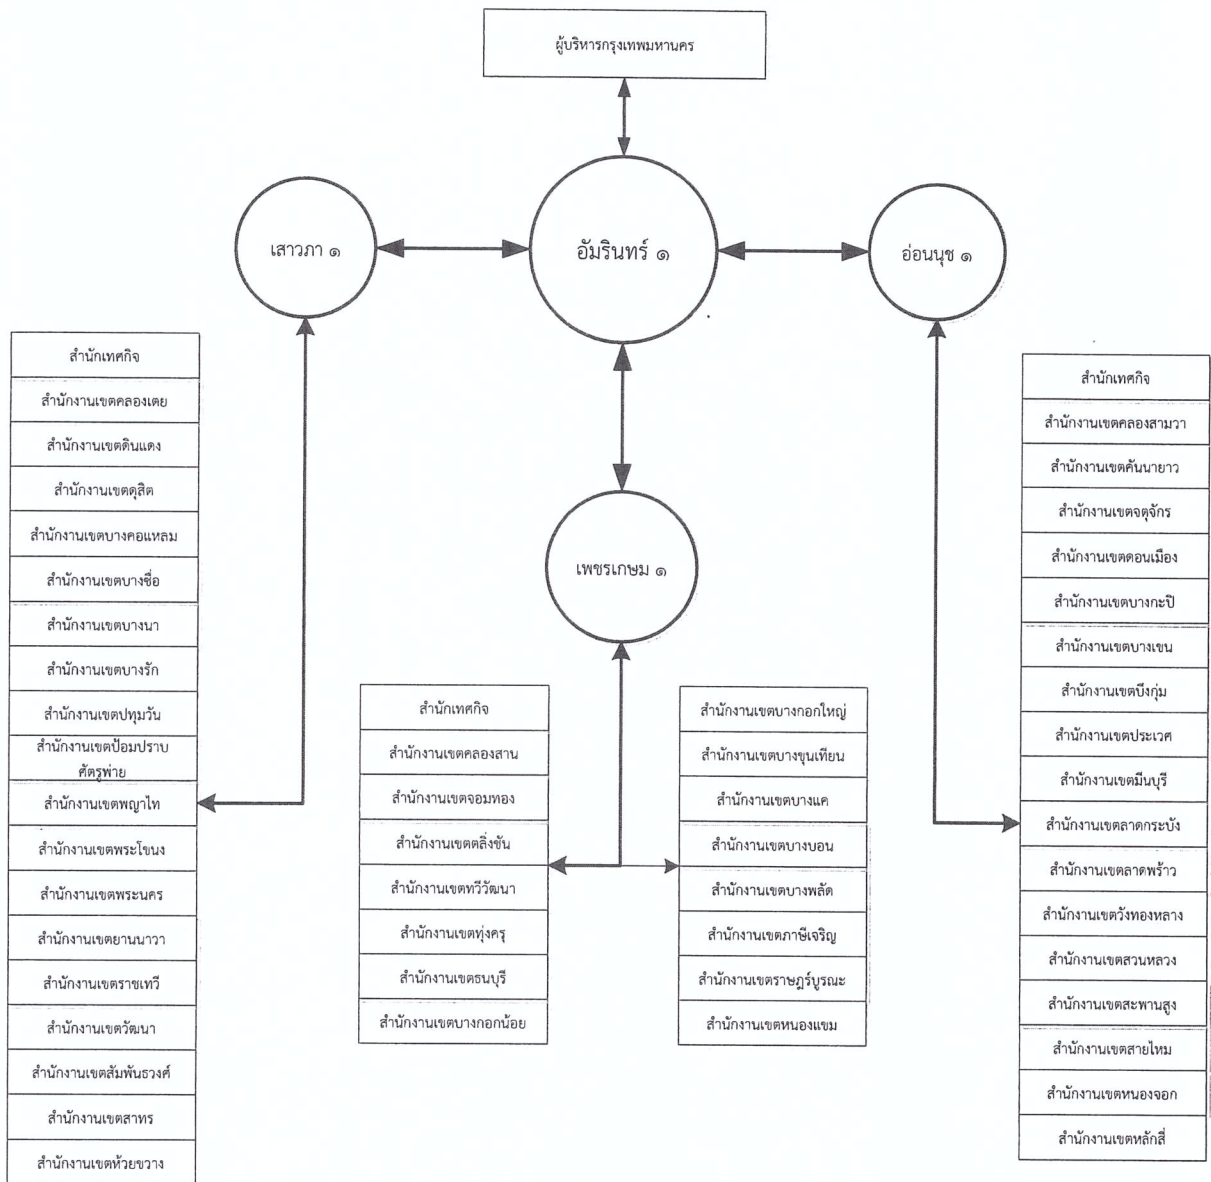 ผู้บริหารกรุงเทพมหานคร
เสาวภา ๑
อัมรินทร์ ๑
อ่อนนุช ๑
เพชรเกษม ๑
สำนักเทศกิจ
สำนักงานเขตคลองเตย
สำนักงานเขตดินแดง
สำนักงานเขตดุสิต
สำนักงานเขตบางคอแหลม
สำนักงานเขตบางซื่อ
สำนักงานเขตบางนา
สำนักงานเขตบางรัก
สำนักงานเขตปทุมวัน
สำนักงานเขตป้อมปราบ
ศัตรูพ่าย
สำนักงานเขตพญาไท
สำนักงานเขตพระโขนง
สำนักงานเขตพระนคร
สำนักงานเขตยานนาวา
สำนักงานเขตราชเทวี
สำนักงานเขตวัฒนา
สำนักงานเขตสัมพันธวงศ์
สำนักงานเขตสาทร
สำนักงานเขตห้วยขวาง
สำนักเทศกิจ
สำนักงานเขตคลองสาน
สำนักงานเขตจอมทอง
สำนักงานเขตตลิ่งชัน
สำนักงานเขตทวีวัฒนา
สำนักงานเขตทุ่งครุ
สำนักงานเขตธนบุรี
สำนักงานเขตบางกอกน้อย
สำนักงานเขตบางกอกใหญ่
สำนักงานเขตบางขุนเทียน
สำนักงานเขตบางแค
สำนักงานเขตบางบอน
สำนักงานเขตบางพลัด
สำนักงานเขตภาษีเจริญ
สำนักงานเขตราษฎร์บูรณะ
สำนักงานเขตหนองแขม
สำนักเทศกิจ
สำนักงานเขตคลองสามวา
สำนักงานเขตคันนายาว
สำนักงานเขตจตุจักร
สำนักงานเขตดอนเมือง
สำนักงานเขตบางกะปิ
สำนักงานเขตบางเขน
สำนักงานเขตบึงกุ่ม
สำนักงานเขตประเวศ
สำนักงานเขตมีนบุรี
สำนักงานเขตลาดกระบัง
สำนักงานเขตลาดพร้าว
สำนักงานเขตวังทองหลาง
สำนักงานเขตสวนหลวง
สำนักงานเขตสะพานสูง
สำนักงานเขตสายไหม
สำนักงานเขตหนองจอก
สำนักงานเขตหลักสี่